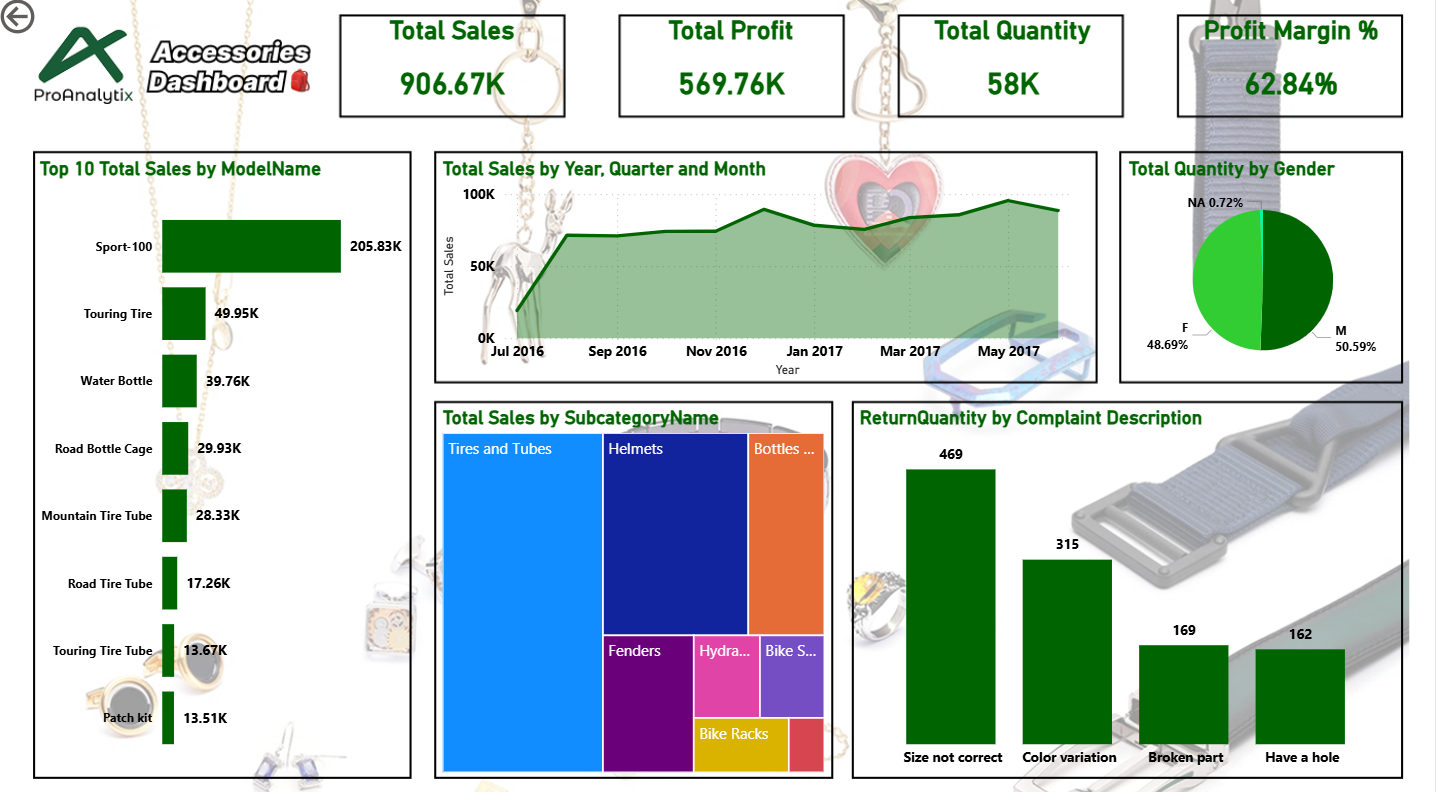 ProAnalytix
Accessories
Dashboard
Total Sales
906.67K
Total Profit
569.76K
Total Quantity
58K
Profit Margin %
62.84%
Top 10 Total Sales by ModelName
Sport-100
205.83K
Touring Tire
49.95K
Water Bottle
39.76K
Road Bottle Cage
29.93K
Mountain Tire Tube
28.33K
Road Tire Tube
17.26K
Touring Tire Tube
13.67K
Patch kit
13.51K
Total Sales by Year, Quarter and Month
Total Sales
100K
50K
0K
Jul 2016
Sep 2016
Nov 2016
Jan 2017
Mar 2017
May 2017
Year
Total Quantity by Gender
NA 0.72%
F
48.69%
M
50.59%
Total Sales by SubcategoryName
Tires and Tubes
Helmets
Bottles ...
Fenders
Hydra...
Bike S...
Bike Racks
ReturnQuantity by Complaint Description
469
315
169
162
Size not correct
Color variation
Broken part
Have a hole